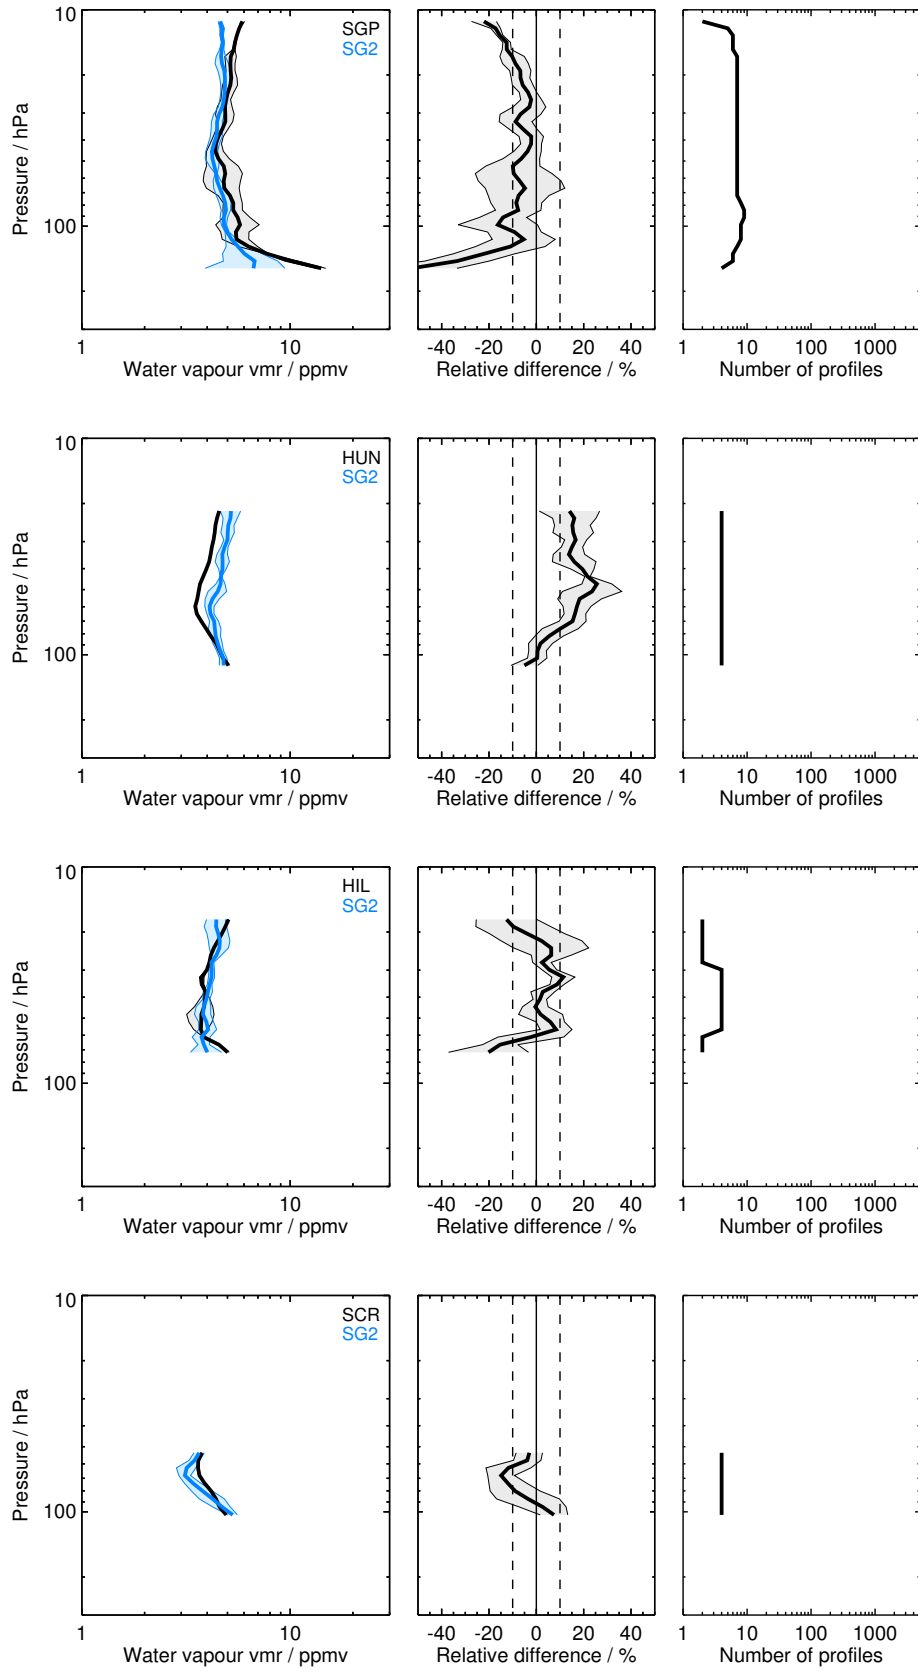 10
100
Pressure / hPa
SGP
SG2
1 10
Water vapour vmr / ppmv
-40 -20 0 20 40
Relative difference / %
1 10 100 1000
Number of profiles
10
100
Pressure / hPa
HUN
SG2
1 10
Water vapour vmr / ppmv
-40 -20 0 20 40
Relative difference / %
1 10 100 1000
Number of profiles
10
100
Pressure / hPa
HIL
SG2
1 10
Water vapour vmr / ppmv
-40 -20 0 20 40
Relative difference / %
1 10 100 1000
Number of profiles
10
100
Pressure / hPa
SCR
SG2
1 10
Water vapour vmr / ppmv
-40 -20 0 20 40
Relative difference / %
1 10 100 1000
Number of profiles